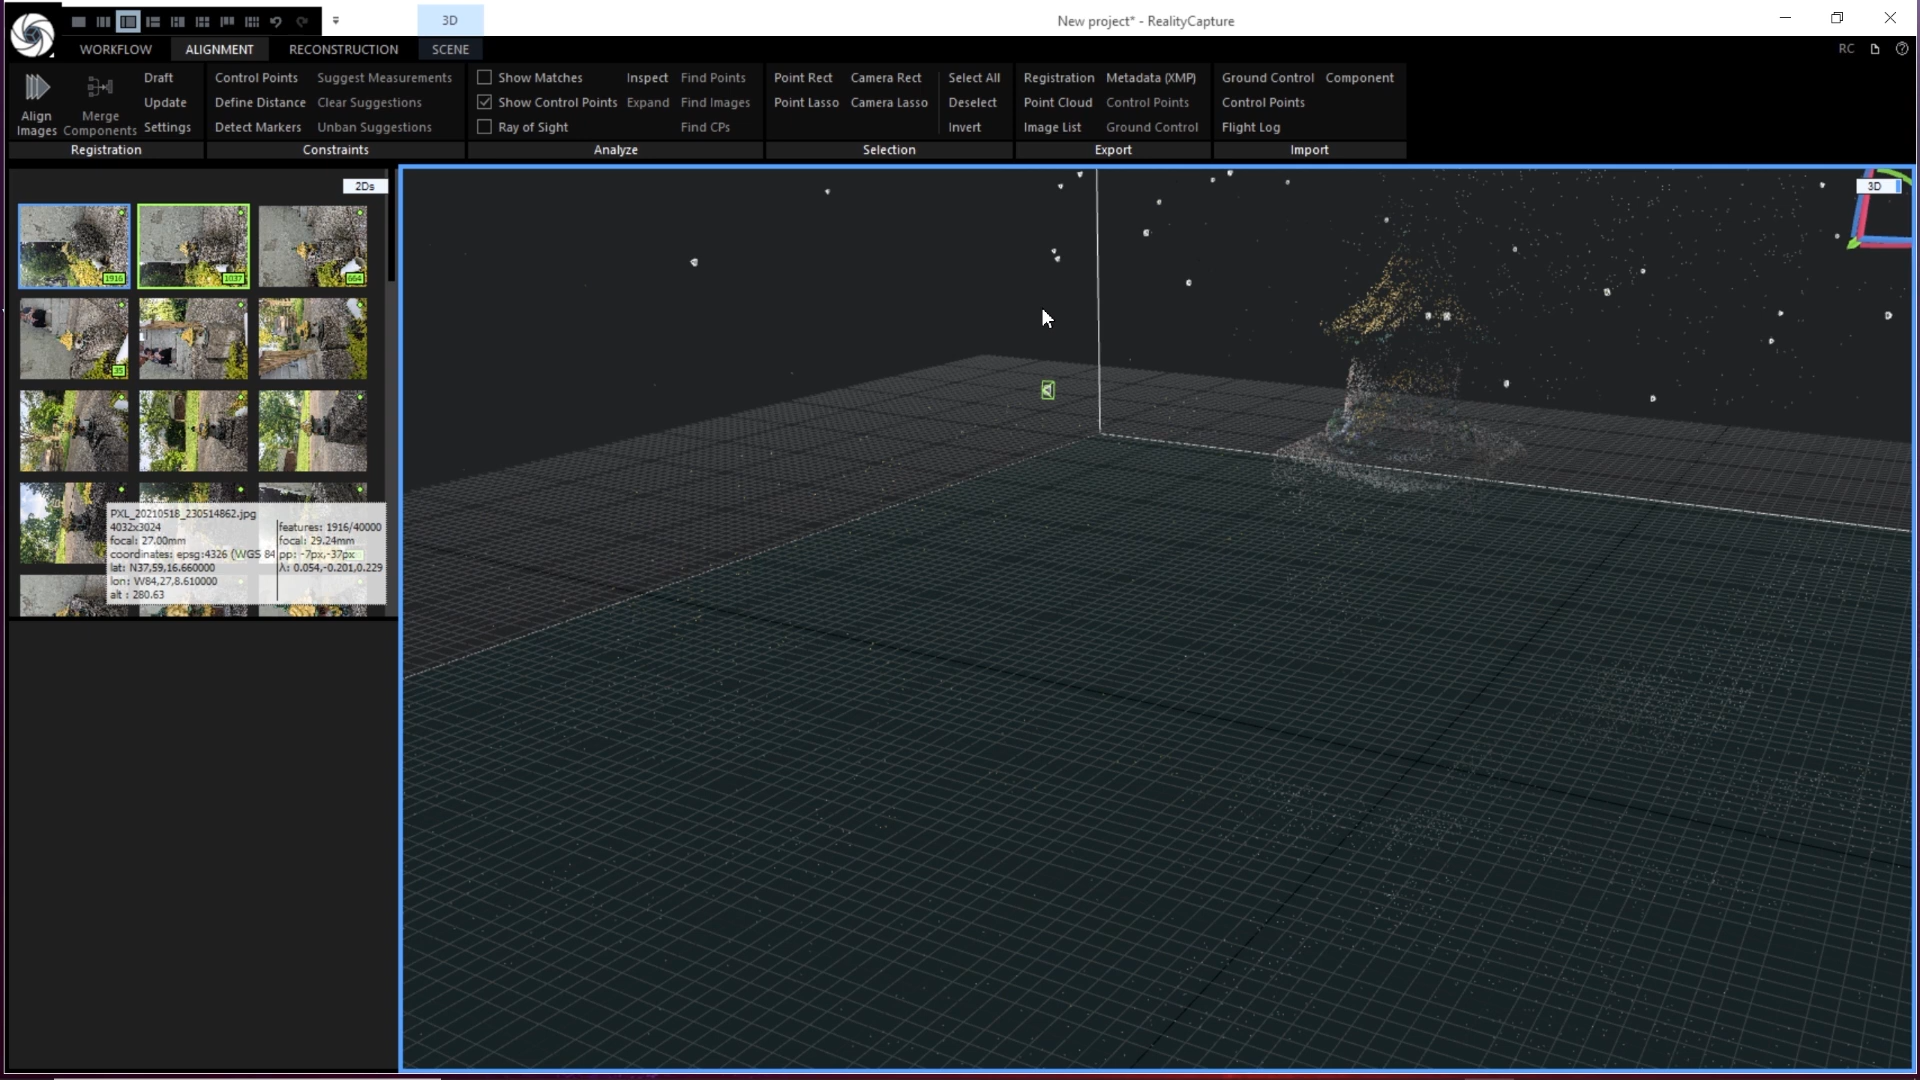 3D
New project* - RealityCapture
WORKFLOW ALIGNMENT RECONSTRUCTION SCENE
RC
Align Images
Merge Components
Draft
Update
Settings
Registration
Control Points Suggest Measurements
Define Distance Clear Suggestions
Detect Markers Unban Suggestions
Constraints
Show Matches Inspect Find Points
Show Control Points Expand Find Images
Ray of Sight Find CPs
Analyze
Point Rect Camera Rect Select All
Point Lasso Camera Lasso Deselect
Invert
Selection
Registration Metadata (XMP)
Point Cloud Control Points
Image List Ground Control
Export
Ground Control Component
Control Points
Flight Log
Import
2Ds
3D
1916
1037
664
35
PXL_20210518_230514862.jpg
4032x3024
focal: 27.00mm
coordinates: epsg:4326 (WGS 84
lat: N37,59,16.660000
lon: W84,27,8.610000
alt : 280.63
features: 1916/40000
focal: 29.24mm
pp: -7px,-37px
λ: 0.054,-0.201,0.229